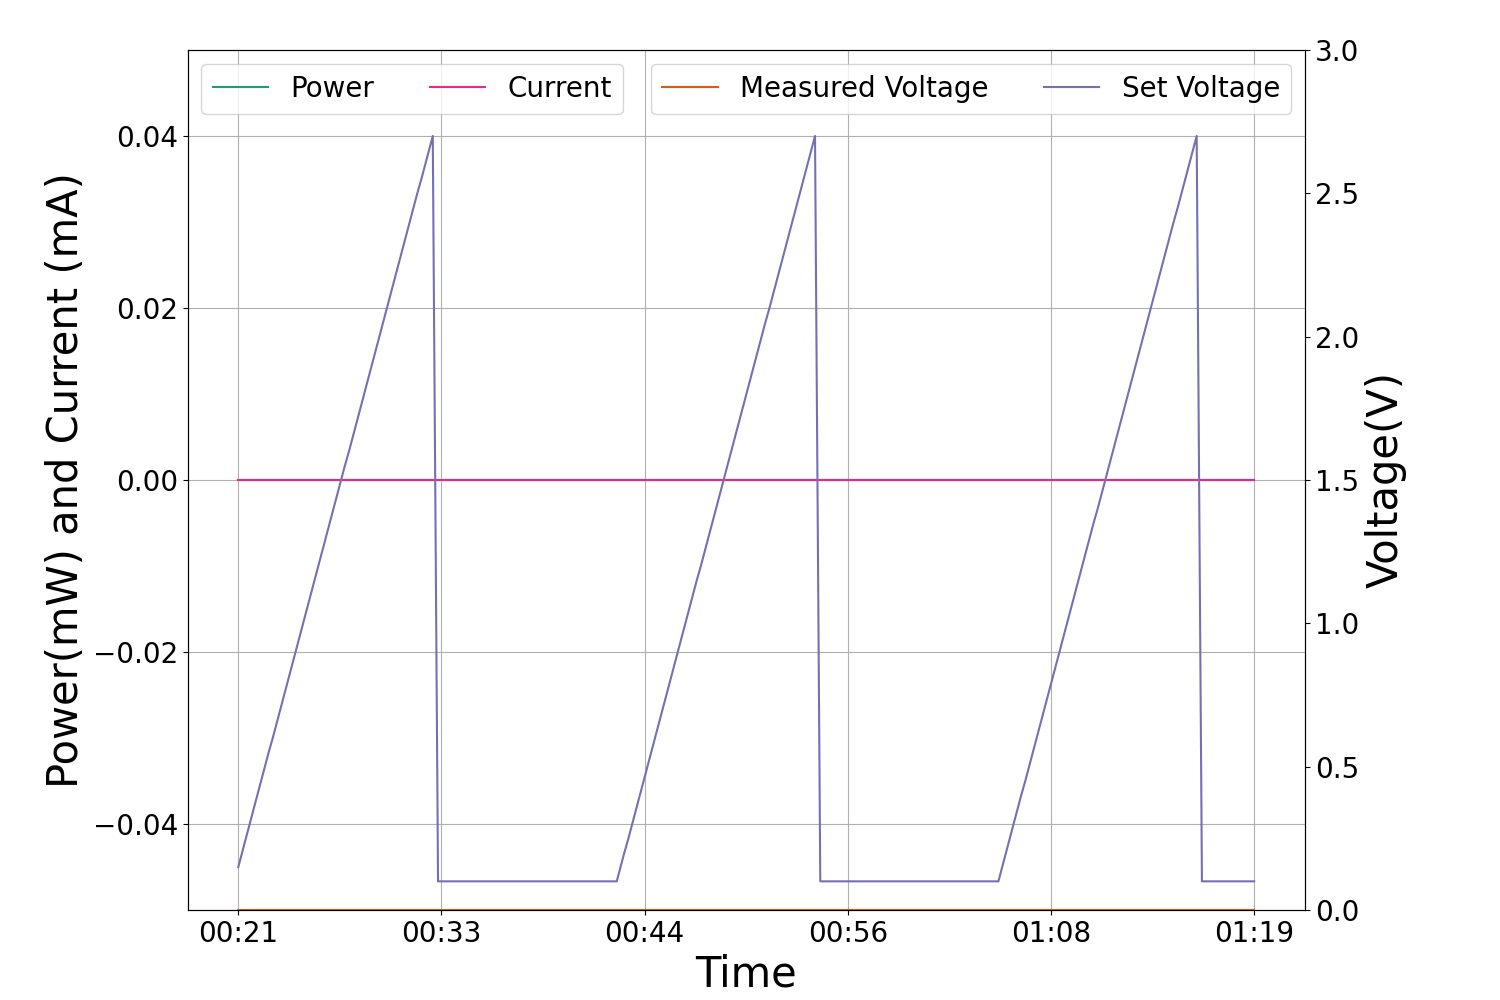 Power Current Measured Voltage Set Voltage
Power(mW) and Current (mA)
0.04
0.02
0.00
−0.02
−0.04
3.0
2.5
2.0
1.5
1.0
0.5
0.0
Voltage(V)
00:21 00:33 00:44 00:56 01:08 01:19
Time